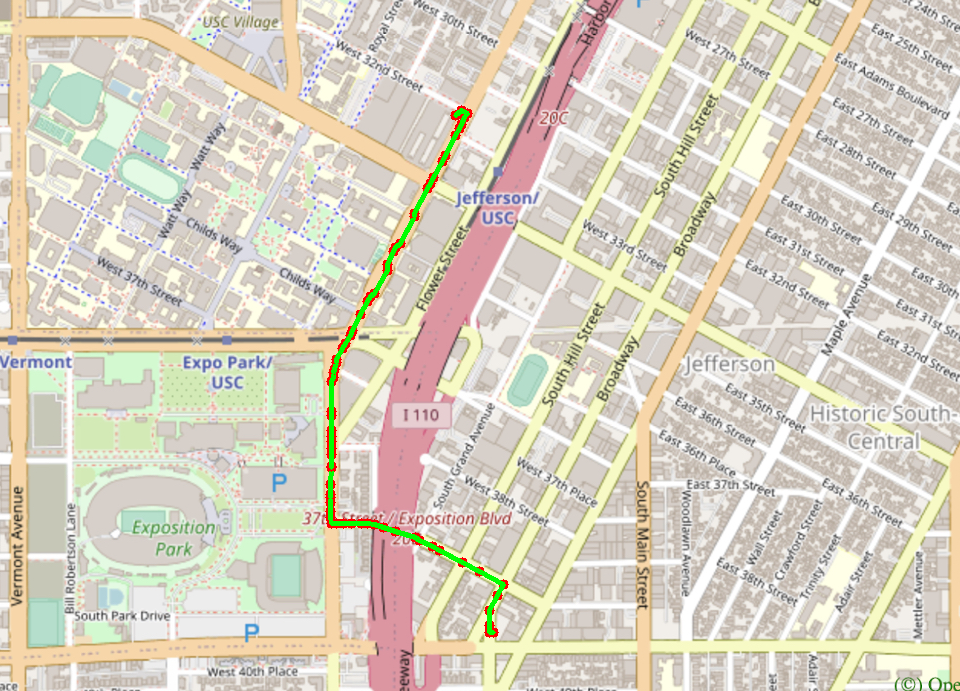 USC Village
Royal Stree
West 30th Street
West 32nd Street
Harbor
P
West 27th Street
East 24th Street
East 25th Street
East Adams Boulevard
East 27th Street
East 28th Street
20C
South Hill Street
Watt Way
Watt Way
Jefferson/
USC
Childs Way
Childs Way
West 37th Street
Flower Street
West 33rd Street
Broadway
East 29th Street
East 30th Street
East 31st Street
East 32nd Street
East 30th
East 31st
East 32nd Street
Maple Avenue
Vermont
Expo Park/
USC
I 110
South Hill Street
Broadway
Jefferson
Historic South-
Central
East 35th Street
East 36th Street
East 36th Place
East 36th Street
East 37th Street
South Grand Avenue
West 37th Place
West 38th Street
P
37th Street / Exposition Blvd
20
Exposition
Park
Vermont Avenue
Bill Robertson Lane
South Park Drive
P
West 40th Place
eeway
South Main Street
Woodlawn Avenue
Wall Street
Crawford Street
Trinity Street
Adair Street
East 38th Street
Mettler Avenue
Adair
West 40th Place
(©) Ope